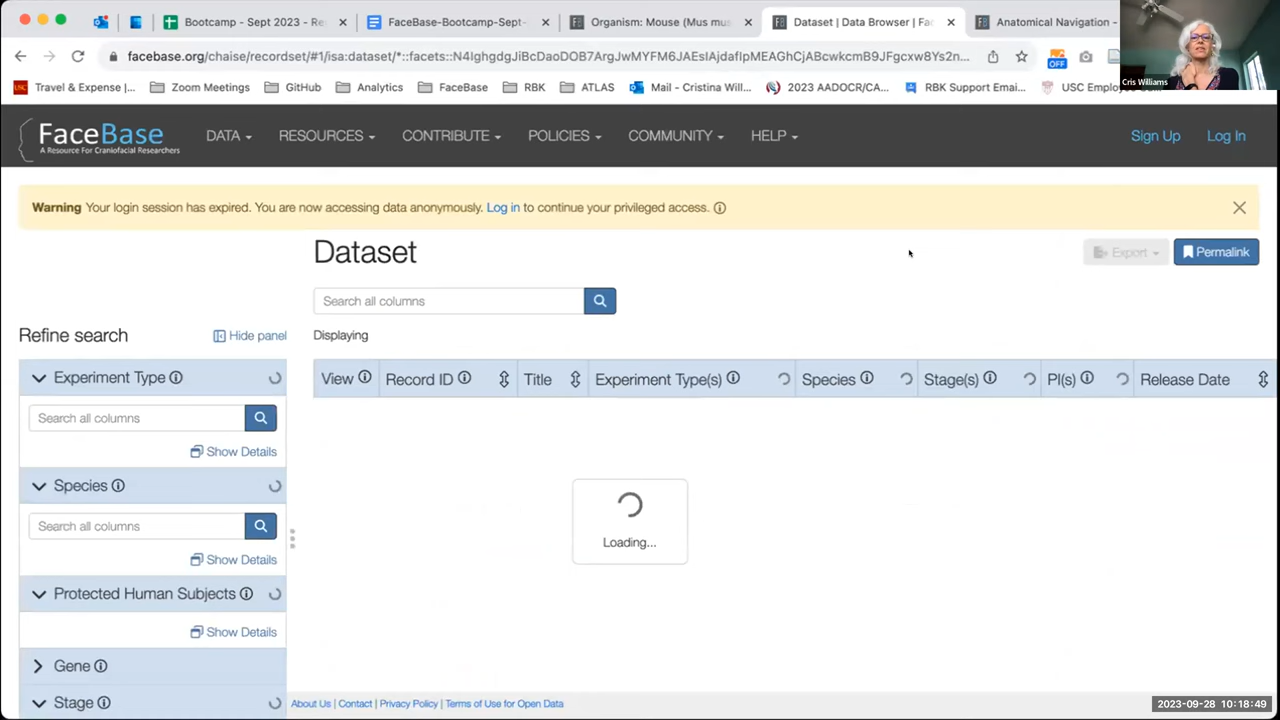 Bootcamp - Sept 2023 - Re
FaceBase-Bootcamp-Sept-
Organism: Mouse (Mus mus
Dataset | Data Browser | Fa
Anatomical Navigation -
facebase.org/chaise/recordset/#1/isa:dataset/*::facets::N4IghgdgJiBcDaoDOB7ArgJwMYFM6JAEsIAjdafIpMEAGhCjABcwkcmB9JFgcxw8Ys2n...
OFF
Travel & Expense |...
Zoom Meetings
GitHub
Analytics
FaceBase
RBK
ATLAS
Mail - Cristina Will...
2023 AADOCR/CA...
RBK Support Emai...
USC Employee
Cris Williams
FaceBase
A Resource For Craniofacial Researchers
DATA
RESOURCES
CONTRIBUTE
POLICIES
COMMUNITY
HELP
Sign Up
Log In
Warning Your login session has expired. You are now accessing data anonymously. Log in to continue your privileged access.
Dataset
Export
Permalink
Search all columns
Refine search
Hide panel
Displaying
Experiment Type
View
Record ID
Title
Experiment Type(s)
Species
Stage(s)
PI(s)
Release Date
Search all columns
Show Details
Species
Search all columns
Show Details
Loading...
Protected Human Subjects
Show Details
Gene
Stage
About Us | Contact | Privacy Policy | Terms of Use for Open Data
2023-09-28 10:18:49